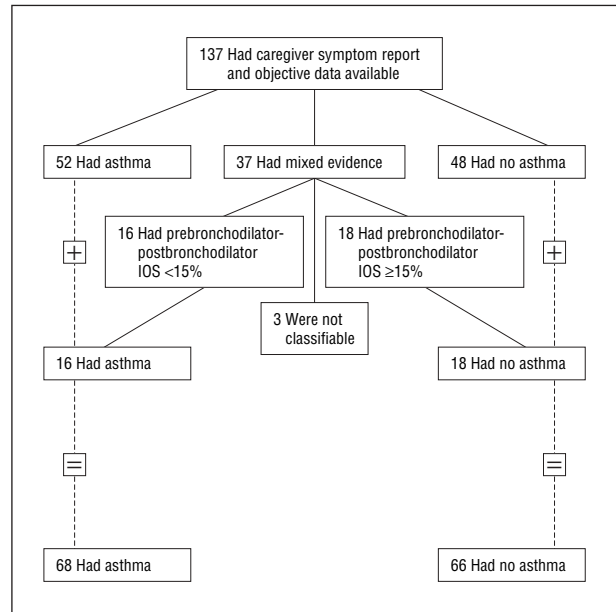 137 Had caregiver symptom report
and objective data available
52 Had asthma
37 Had mixed evidence
48 Had no asthma
16 Had prebronchodilator-
postbronchodilator
IOS <15%
18 Had prebronchodilator-
postbronchodilator
IOS ≥15%
+
+
3 Were not
classifiable
16 Had asthma
18 Had no asthma
=
=
68 Had asthma
66 Had no asthma